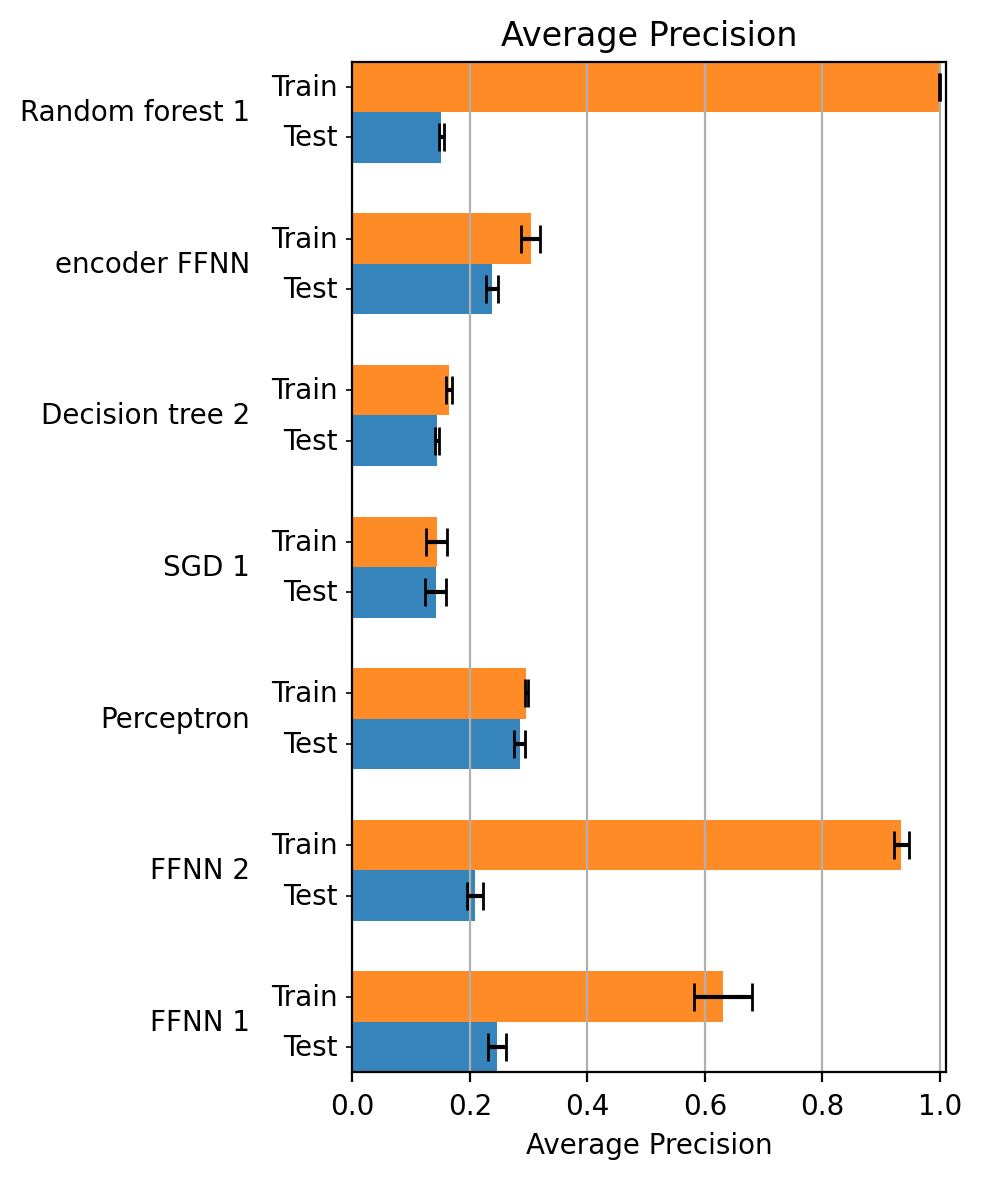 Average Precision
Random forest 1
Train
Test
encoder FFNN
Train
Test
Decision tree 2
Train
Test
SGD 1
Train
Test
Perceptron
Train
Test
FFNN 2
Train
Test
FFNN 1
Train
Test
0.0 0.2 0.4 0.6 0.8 1.0
Average Precision